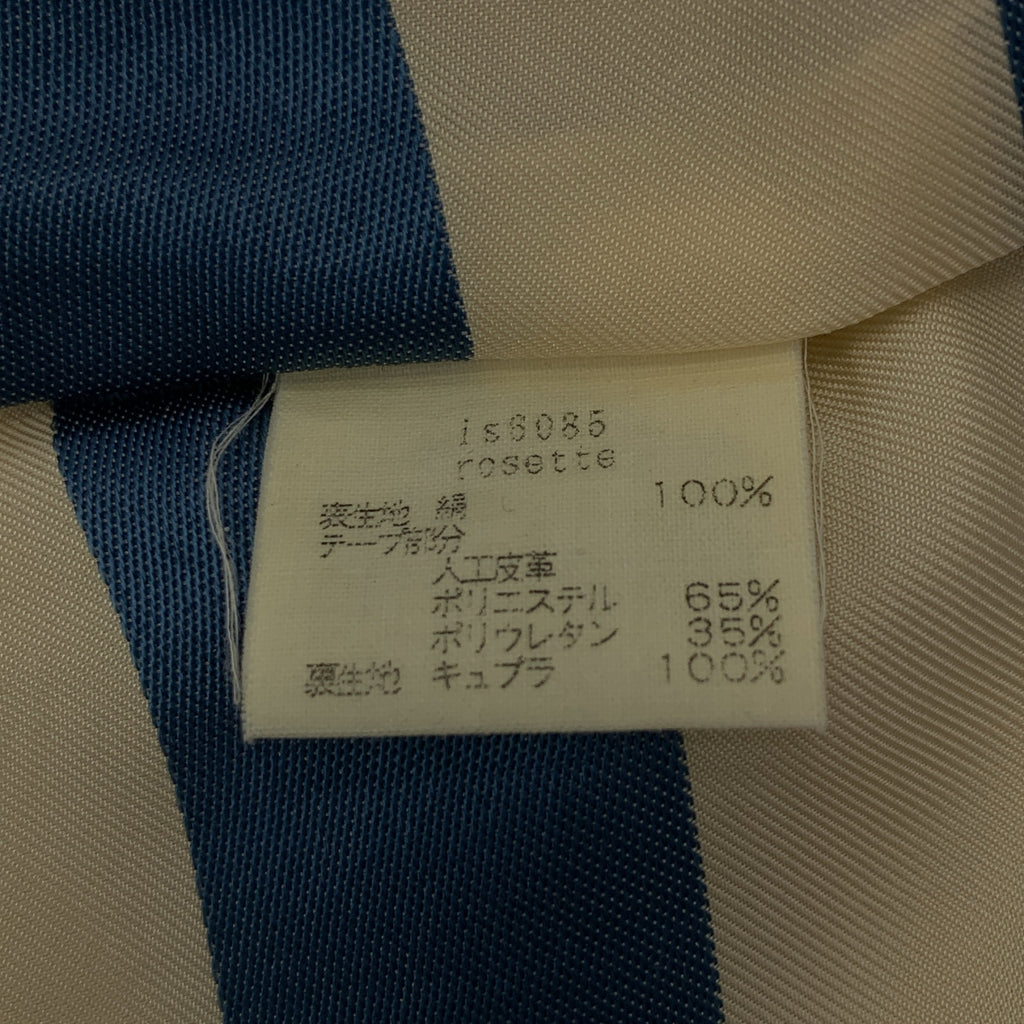 is6085
rosette
表生地 絹 100%
テープ部分
人工皮革
ポリエステル 65%
ポリウレタン 35%
裏生地 キュプラ 100%